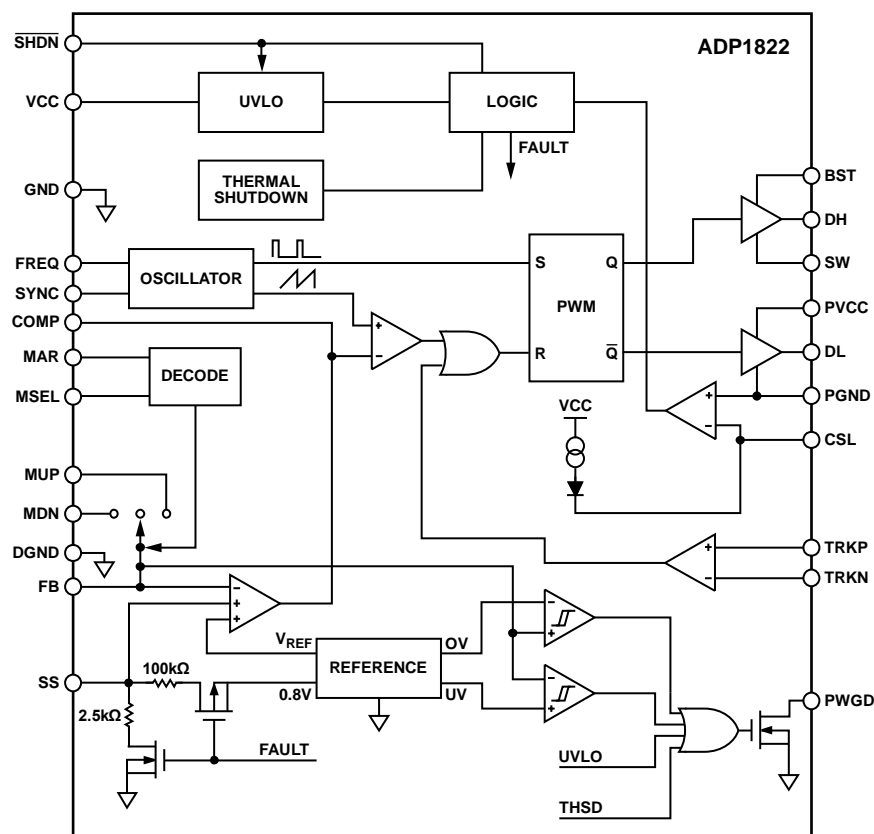 ADP1822
SHDN
VCC
UVLO
LOGIC
FAULT
GND
THERMAL
SHUTDOWN
BST
DH
SW
FREQ
SYNC
OSCILLATOR
S
Q
PWM
R
Q
PVCC
DL
COMP
+
–
MAR
MSEL
DECODE
PGND
CSL
+
–
VCC
MUP
MDN
DGND
FB
TRKP
TRKN
+
–
–
+
+
VREF
REFERENCE
OV
UV
0.8V
–
+
–
+
SS
100kΩ
2.5kΩ
FAULT
PWGD
UVLO
THSD